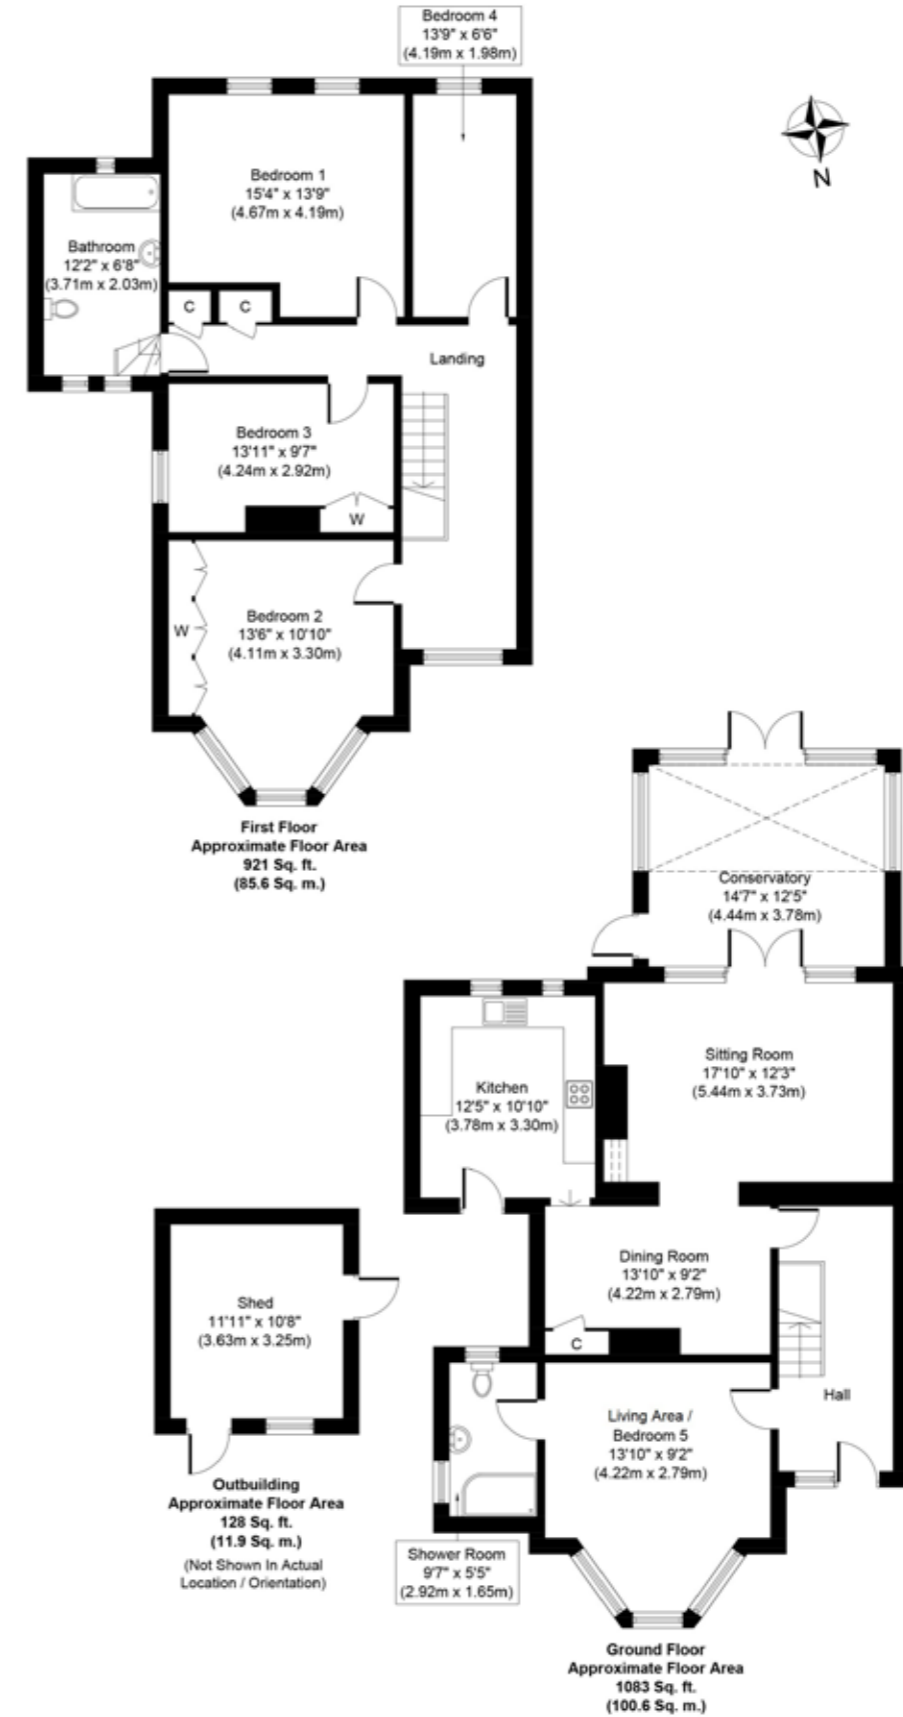 Bedroom 4
13'9" x 6'6"
(4.19m x 1.98m)
N
Bedroom 1
15'4" x 13'9"
(4.67m x 4.19m)
Bathroom
12'2" x 6'8"
(3.71m x 2.03m)
C
C
Landing
Bedroom 3
13'11" x 9'7"
(4.24m x 2.92m)
W
Bedroom 2
13'6" x 10'10"
(4.11m x 3.30m)
W
First Floor
Approximate Floor Area
921 Sq. ft.
(85.6 Sq. m.)
Conservatory
14'7" x 12'5"
(4.44m x 3.78m)
Sitting Room
17'10" x 12'3"
(5.44m x 3.73m)
Kitchen
12'5" x 10'10"
(3.78m x 3.30m)
Dining Room
13'10" x 9'2"
(4.22m x 2.79m)
C
Shed
11'11" x 10'8"
(3.63m x 3.25m)
Hall
Living Area /
Bedroom 5
13'10" x 9'2"
(4.22m x 2.79m)
Outbuilding
Approximate Floor Area
128 Sq. ft.
(11.9 Sq. m.)
(Not Shown In Actual
Location / Orientation)
Shower Room
9'7" x 5'5"
(2.92m x 1.65m)
Ground Floor
Approximate Floor Area
1083 Sq. ft.
(100.6 Sq. m.)